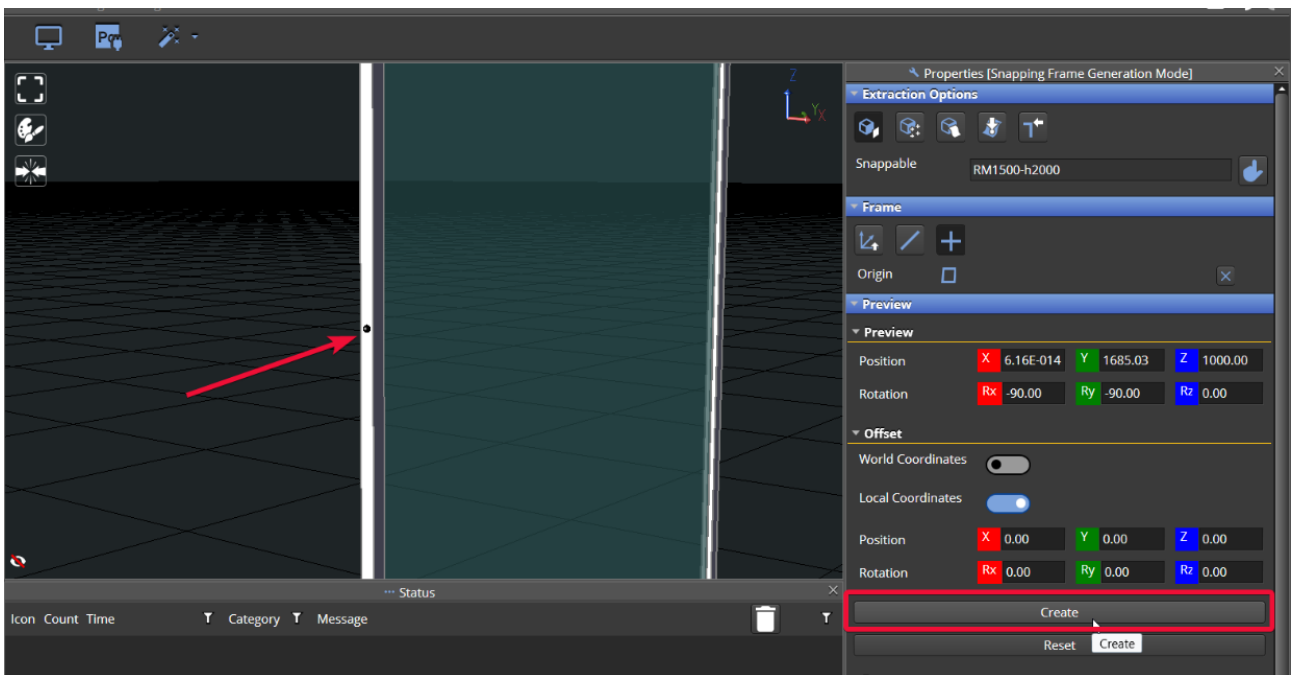 Z
Y
X
Properties [Snapping Frame Generation Mode]
Extraction Options
Snappable RM1500-h2000
Frame
Origin
Preview
Preview
Position X 6.16E-014 Y 1685.03 Z 1000.00
Rotation Rx -90.00 Ry -90.00 Rz 0.00
Offset
World Coordinates
Local Coordinates
Position X 0.00 Y 0.00 Z 0.00
Rotation Rx 0.00 Ry 0.00 Rz 0.00
Create
Reset Create
Status
Icon Count Time Category Message